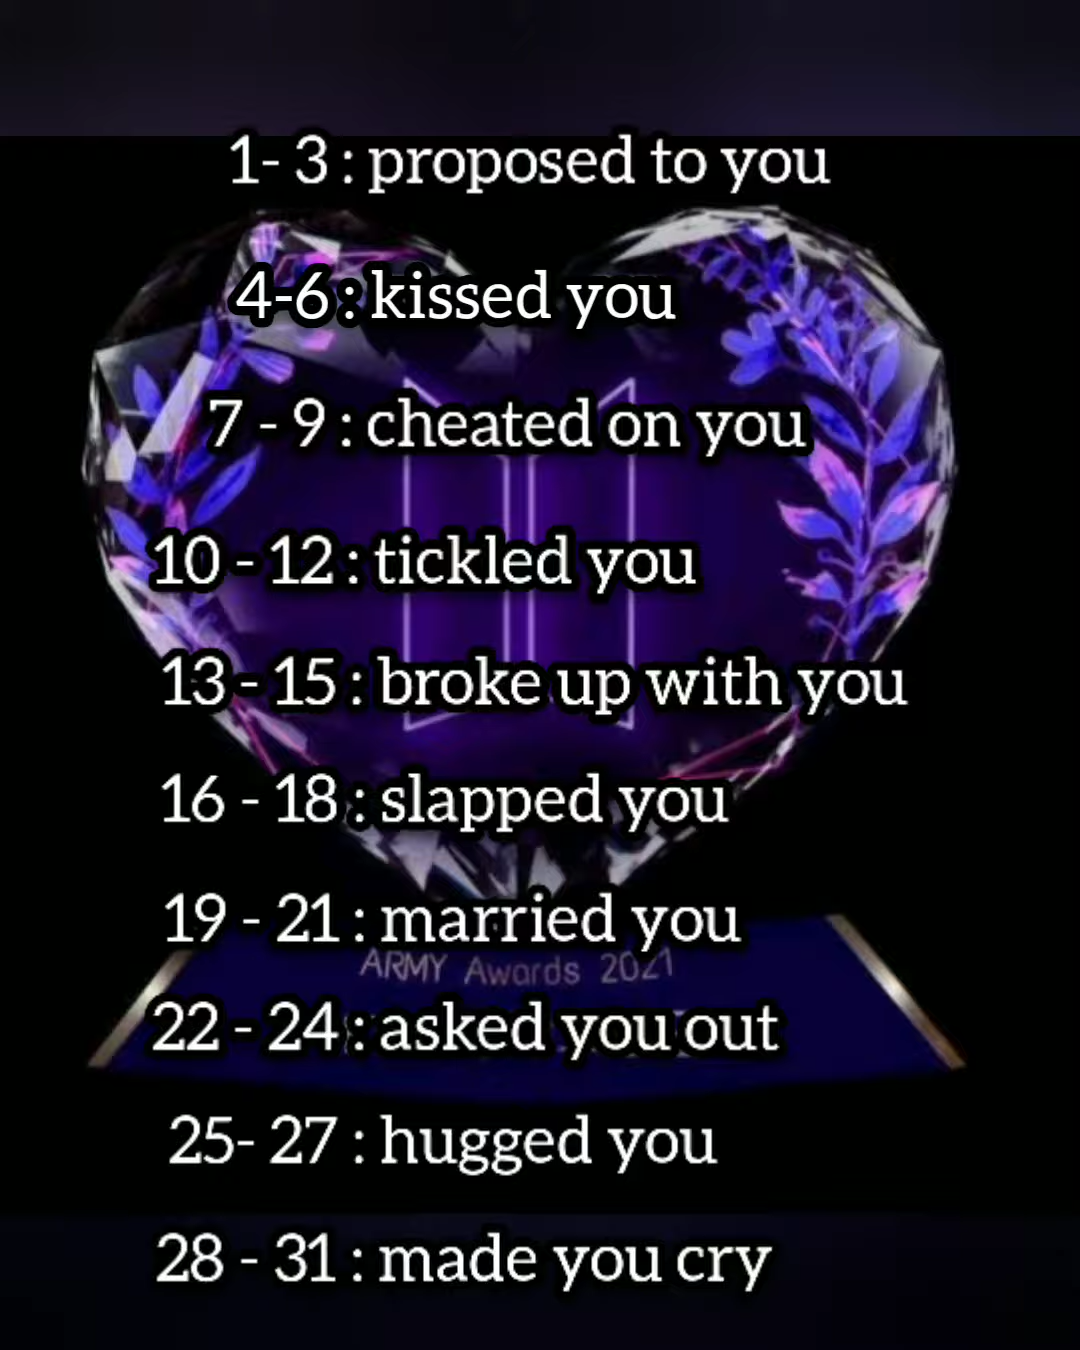 1- 3 : proposed to you
4-6 : kissed you
7 - 9 : cheated on you
10 - 12 : tickled you
13 - 15 : broke up with you
16 - 18 : slapped you
19 - 21 : married you
ARMY Awards 2021
22 - 24 : asked you out
25- 27 : hugged you
28 - 31 : made you cry